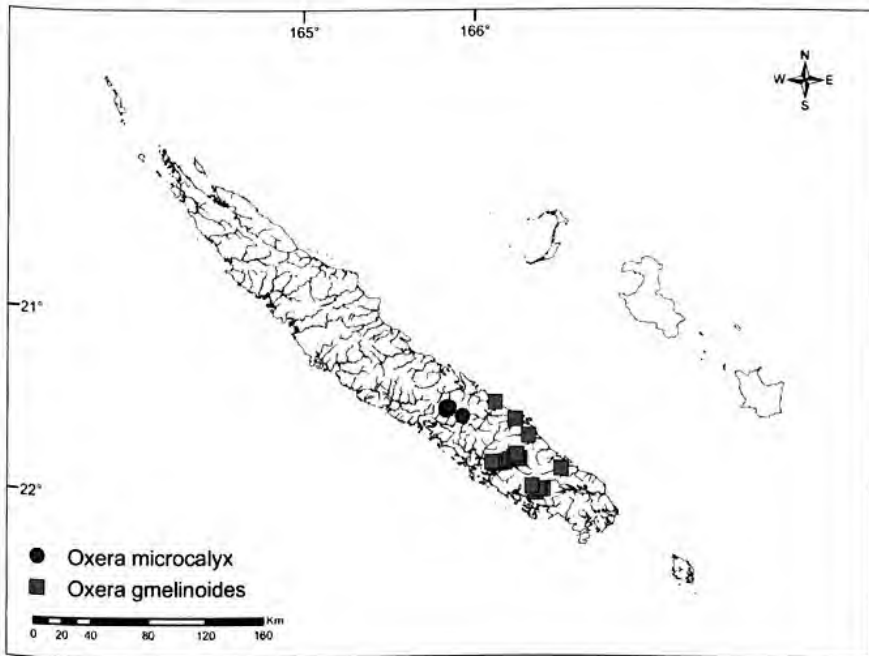 165° 166°
N
W E
S
21°
22°
Oxera microcalyx
Oxera gmelinoides
Km
0 20 40 80 120 160